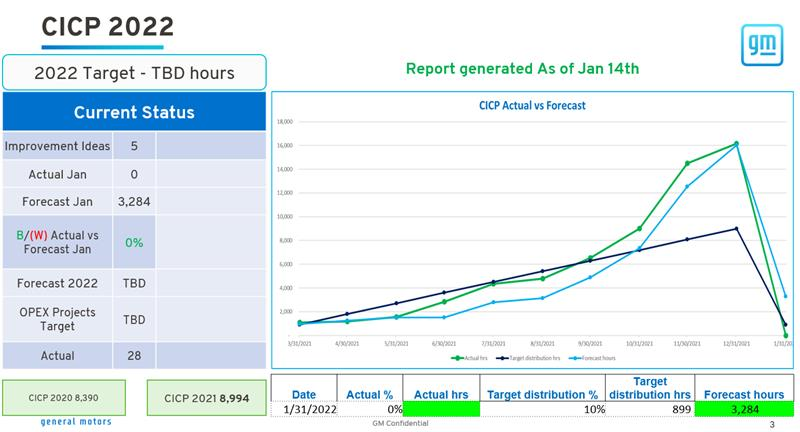 CICP 2022
gm
2022 Target - TBD hours
Report generated As of Jan 14th
Current Status
Improvement Ideas 5
Actual Jan 0
Forecast Jan 3,284
B/(W) Actual vs
Forecast Jan 0%
Forecast 2022 TBD
OPEX Projects
Target TBD
Actual 28
CICP Actual vs Forecast
18,000
16,000
14,000
12,000
10,000
8,000
6,000
4,000
2,000
-
3/31/2021 4/30/2021 5/31/2021 6/30/2021 7/31/2021 8/31/2021 9/30/2021 10/31/2021 11/30/2021 12/31/2021 1/31/20
Actual hrs Target distribution hrs Forecast hours
CICP 2020 8,390
CICP 2021 8,994
Date Actual % Actual hrs Target distribution % Target
distribution hrs Forecast hours
1/31/2022 0% 10% 899 3,284
general motors
GM Confidential
3